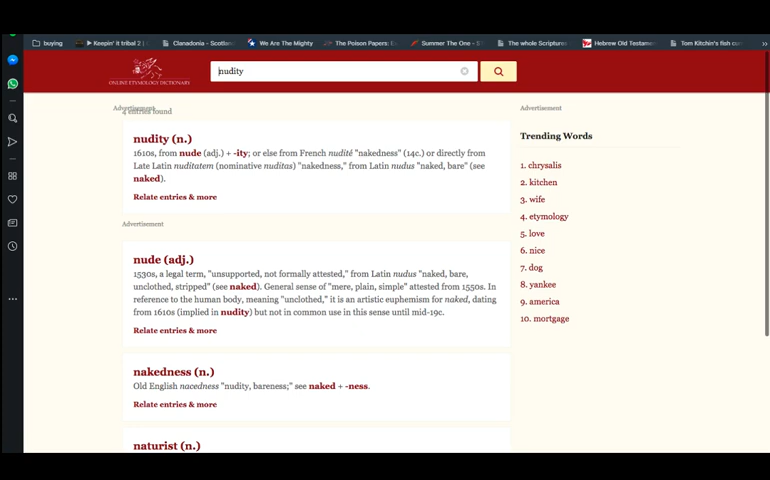 buying
Keepin' it tribal 2 |
Clanadonia - Scotlan
We Are The Mighty
The Poison Papers:
Summer The One - S
The whole Scripture
Hebrew Old Testame
Tom Kitchin's fish cur
ONLINE ETYMOLOGY DICTIONARY
nudity
Advertisement
4 entries found
nudity (n.)
1610s, from nude (adj.) + -ity; or else from French nudité "nakedness" (14c.) or directly from
Late Latin nuditatem (nominative nuditas) "nakedness," from Latin nudus "naked, bare" (see
naked).
Relate entries & more
Advertisement
nude (adj.)
1530s, a legal term, "unsupported, not formally attested," from Latin nudus "naked, bare,
unclothed, stripped" (see naked). General sense of "mere, plain, simple" attested from 1550s. In
reference to the human body, meaning "unclothed," it is an artistic euphemism for naked, dating
from 1610s (implied in nudity) but not in common use in this sense until mid-19c.
Relate entries & more
nakedness (n.)
Old English nacedness "nudity, bareness;" see naked + -ness.
Relate entries & more
naturist (n.)
Advertisement
Trending Words
1. chrysalis
2. kitchen
3. wife
4. etymology
5. love
6. nice
7. dog
8. yankee
9. america
10. mortgage